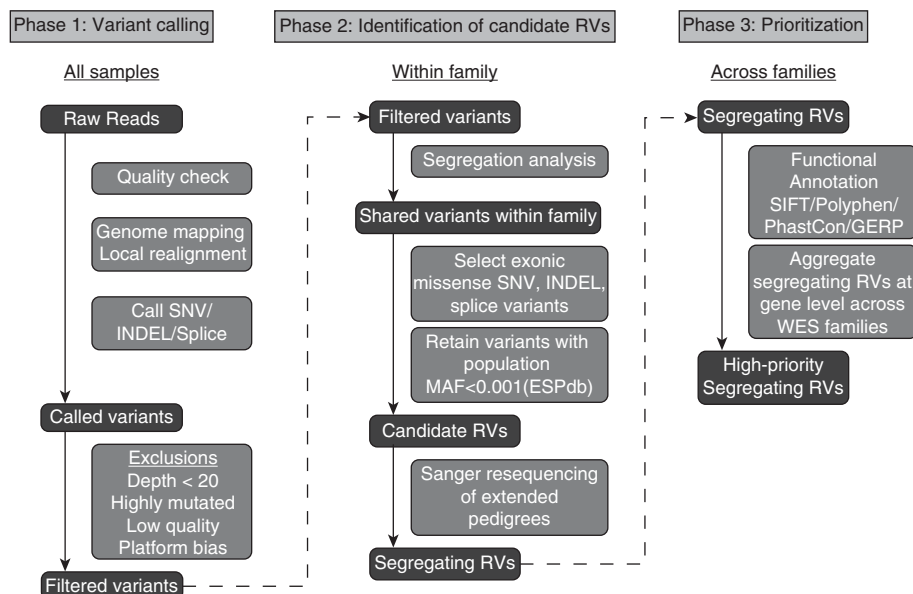 Phase 1: Variant calling
All samples
Raw Reads
Quality check
Genome mapping
Local realignment
Call SNV/
INDEL/Splice
Called variants
Exclusions
Depth < 20
Highly mutated
Low quality
Platform bias
Filtered variants
Phase 2: Identification of candidate RVs
Within family
Filtered variants
Segregation analysis
Shared variants within family
Select exonic
missense SNV, INDEL,
splice variants
Retain variants with
population
MAF<0.001(ESPdb)
Candidate RVs
Sanger resequencing
of extended
pedigrees
Segregating RVs
Phase 3: Prioritization
Across families
Segregating RVs
Functional
Annotation
SIFT/Polyphen/
PhastCon/GERP
Aggregate
segregating RVs at
gene level across
WES families
High-priority
Segregating RVs